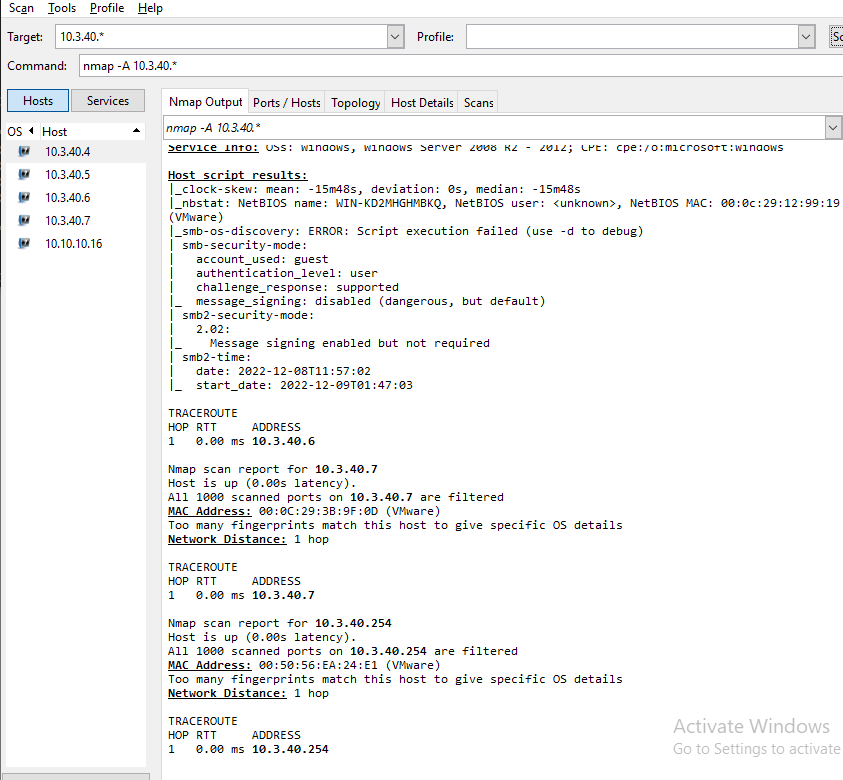 Scan Tools Profile Help
Target: 10.3.40.* Profile:
Command: nmap -A 10.3.40.*
Hosts Services
Nmap Output Ports / Hosts Topology Host Details Scans
OS Host
nmap -A 10.3.40.*
10.3.40.4
10.3.40.5
10.3.40.6
10.3.40.7
10.10.10.16
Service Info: OSs: Windows, Windows Server 2008 R2 - 2012; CPE: cpe:/o:microsoft:windows
Host script results:
|_clock-skew: mean: -15m48s, deviation: 0s, median: -15m48s
|_nbstat: NetBIOS name: WIN-KD2MHGHMBKQ, NetBIOS user: <unknown>, NetBIOS MAC: 00:0c:29:12:99:19
(VMware)
|_smb-os-discovery: ERROR: Script execution failed (use -d to debug)
| smb-security-mode:
|   account_used: guest
|   authentication_level: user
|   challenge_response: supported
|_  message_signing: disabled (dangerous, but default)
| smb2-security-mode:
|   2.02:
|_    Message signing enabled but not required
| smb2-time:
|   date: 2022-12-08T11:57:02
|_  start_date: 2022-12-09T01:47:03
TRACEROUTE
HOP RTT     ADDRESS
1   0.00 ms 10.3.40.6
Nmap scan report for 10.3.40.7
Host is up (0.00s latency).
All 1000 scanned ports on 10.3.40.7 are filtered
MAC Address: 00:0C:29:3B:9F:0D (VMware)
Too many fingerprints match this host to give specific OS details
Network Distance: 1 hop
TRACEROUTE
HOP RTT     ADDRESS
1   0.00 ms 10.3.40.7
Nmap scan report for 10.3.40.254
Host is up (0.00s latency).
All 1000 scanned ports on 10.3.40.254 are filtered
MAC Address: 00:50:56:EA:24:E1 (VMware)
Too many fingerprints match this host to give specific OS details
Network Distance: 1 hop
TRACEROUTE
HOP RTT     ADDRESS
1   0.00 ms 10.3.40.254
Activate Windows
Go to Settings to activate